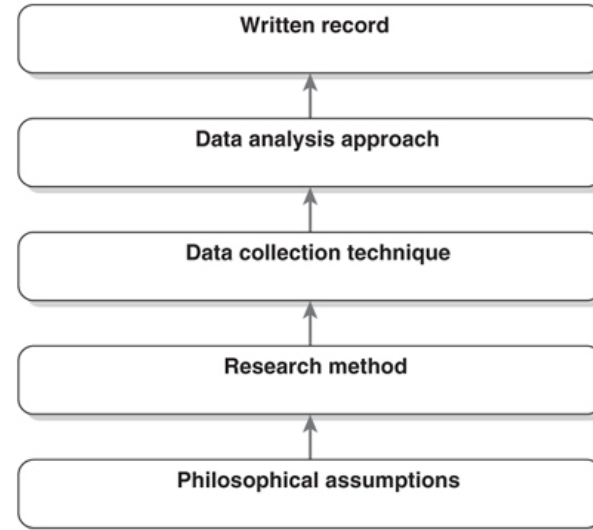 Written record
Data analysis approach
Data collection technique
Research method
Philosophical assumptions